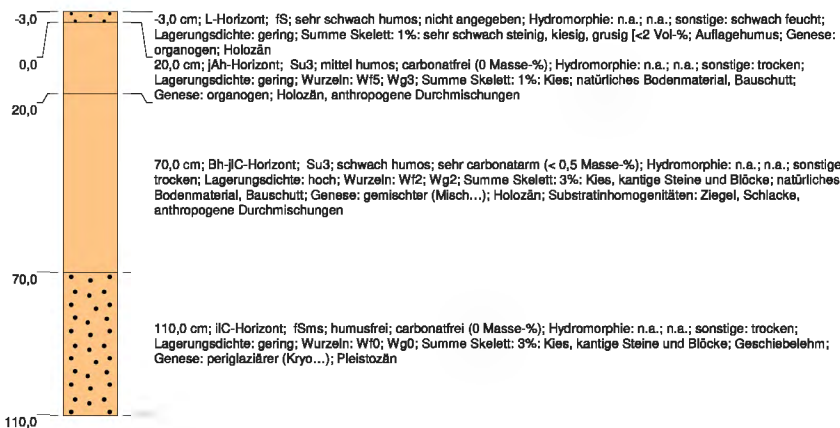 -3,0
-3,0 cm; L-Horizont; fS; sehr schwach humos; nicht angegeben; Hydromorphie: n.a.; n.a.; sonstige: schwach feucht;
Lagerungsdichte: gering; Summe Skelett: 1%: sehr schwach steinig, kiesig, grusig [<2 Vol-%; Auflagehumus; Genese:
organogen; Holozän
0,0
20,0 cm; jAh-Horizont; Su3; mittel humos; carbonatfrei (0 Masse-%); Hydromorphie: n.a.; n.a.; sonstige: trocken;
Lagerungsdichte: gering; Wurzeln: Wf5; Wg3; Summe Skelett: 1%: Kies; natürliches Bodenmaterial, Bauschutt;
Genese: organogen; Holozän, anthropogene Durchmischungen
20,0
70,0 cm; Bh-jilC-Horizont; Su3; schwach humos; sehr carbonatarm (< 0,5 Masse-%); Hydromorphie: n.a.; n.a.; sonstige
trocken; Lagerungsdichte: hoch; Wurzeln: Wf2; Wg2; Summe Skelett: 3%: Kies, kantige Steine und Blöcke; natürliches
Bodenmaterial, Bauschutt; Genese: gemischter (Misch...); Holozän; Substratinhomogenitäten: Ziegel, Schlacke,
anthropogene Durchmischungen
70,0
110,0 cm; ilC-Horizont; fSms; humusfrei; carbonatfrei (0 Masse-%); Hydromorphie: n.a.; n.a.; sonstige: trocken;
Lagerungsdichte: gering; Wurzeln: Wf0; Wg0; Summe Skelett: 3%: Kies, kantige Steine und Blöcke; Geschiebelehm;
Genese: periglaziärer (Kryo...); Pleistozän
110,0